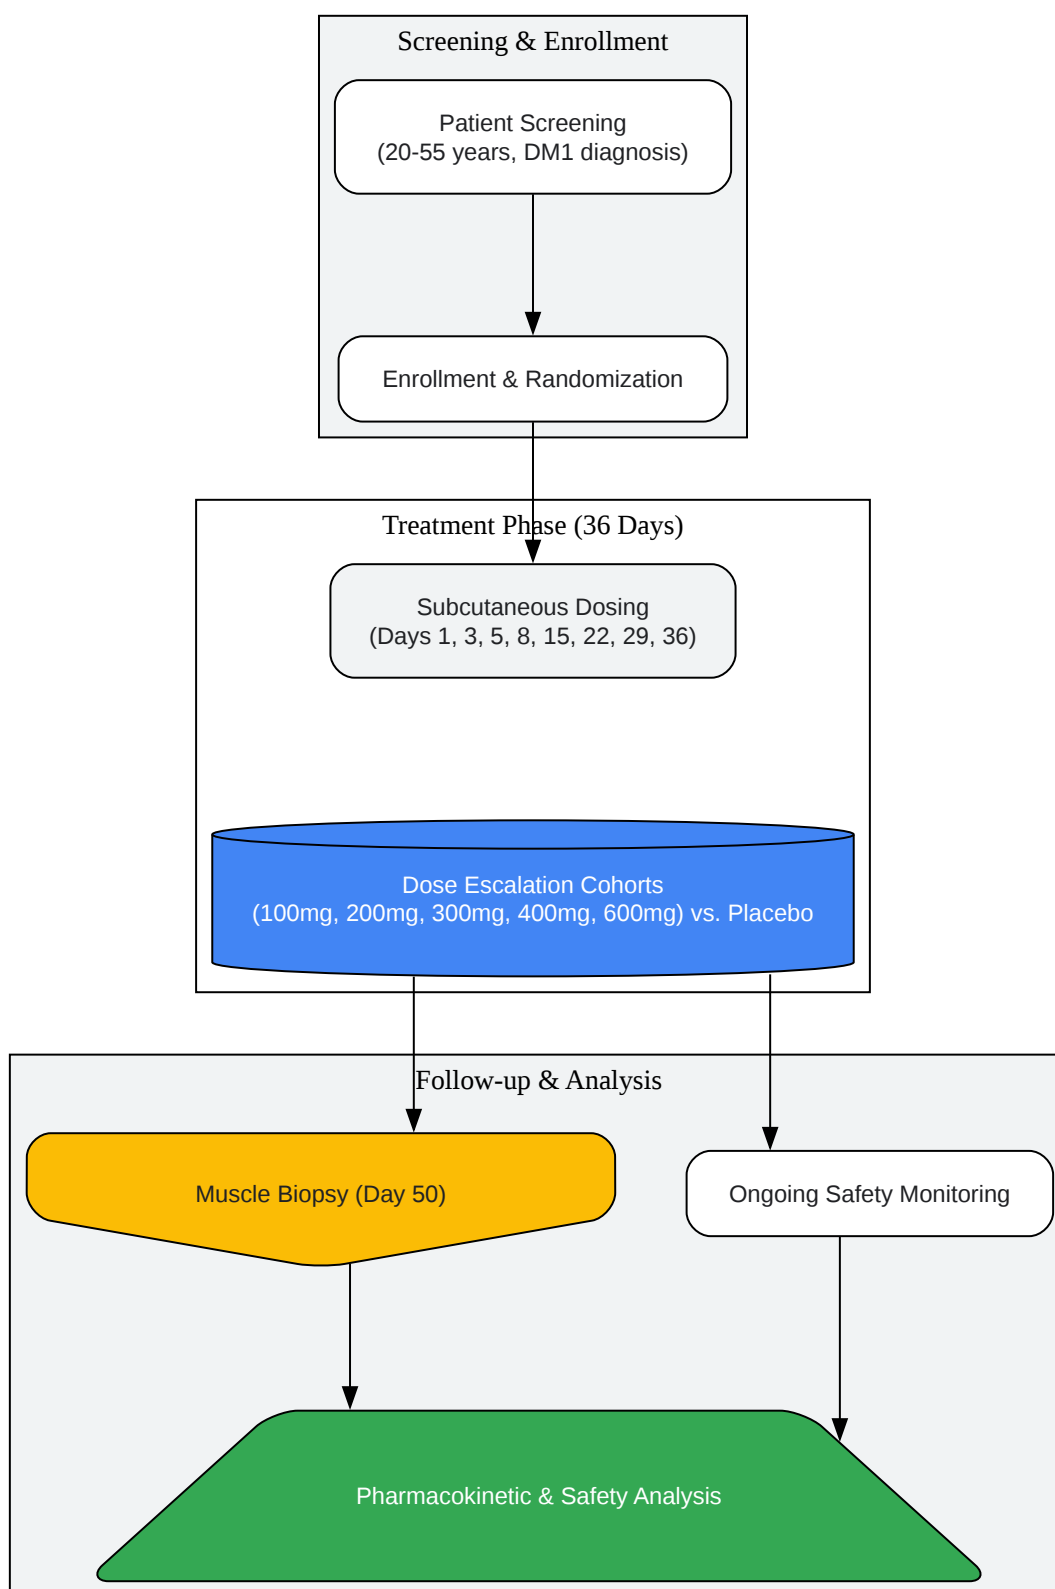 Screening & Enrollment
Patient Screening
(20-55 years, DM1 diagnosis)
Enrollment & Randomization
Treatment Phase (36 Days)
Subcutaneous Dosing
(Days 1, 3, 5, 8, 15, 22, 29, 36)
Dose Escalation Cohorts
(100mg, 200mg, 300mg, 400mg, 600mg) vs. Placebo
Follow-up & Analysis
Muscle Biopsy (Day 50)
Ongoing Safety Monitoring
Pharmacokinetic & Safety Analysis